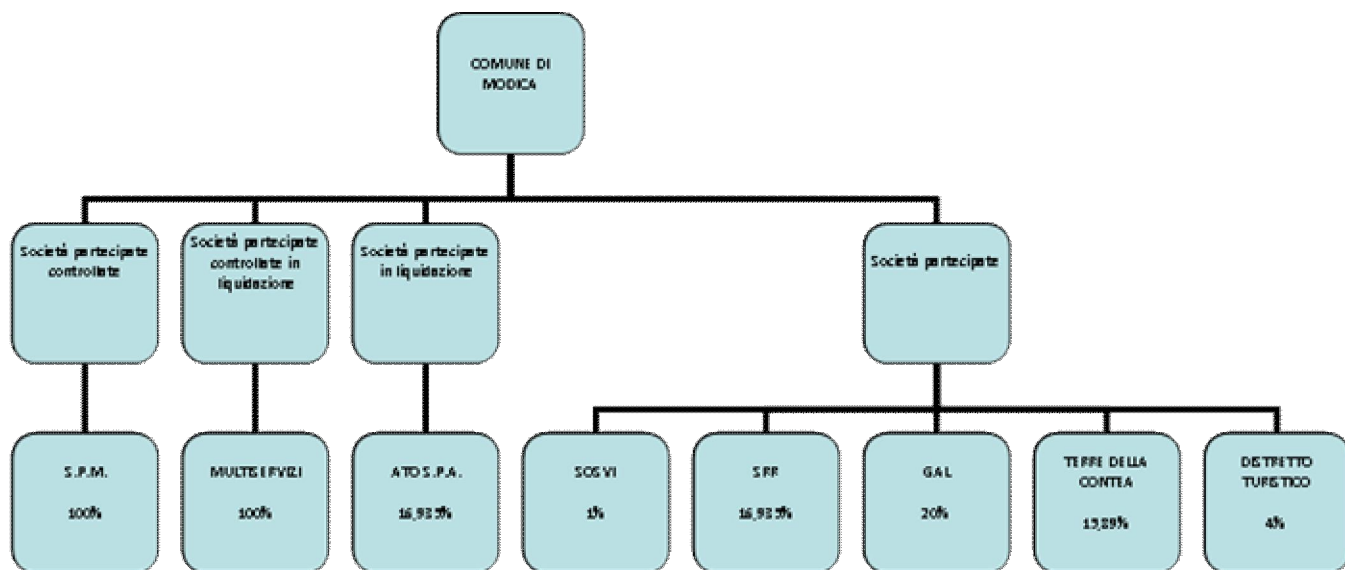 COMUNE DI
MODICA
Società partecipate
controllate
Società partecipate
controllate in
liquidazione
Società partecipate
in liquidazione
Società partecipate
S.P.M.
100%
MULTISERVIZI
100%
ATO S.P.A.
SOSVI
1%
GAL
20%
TERRE DELLA
CONTEA
DISTRETTO
TURISTICO
4%